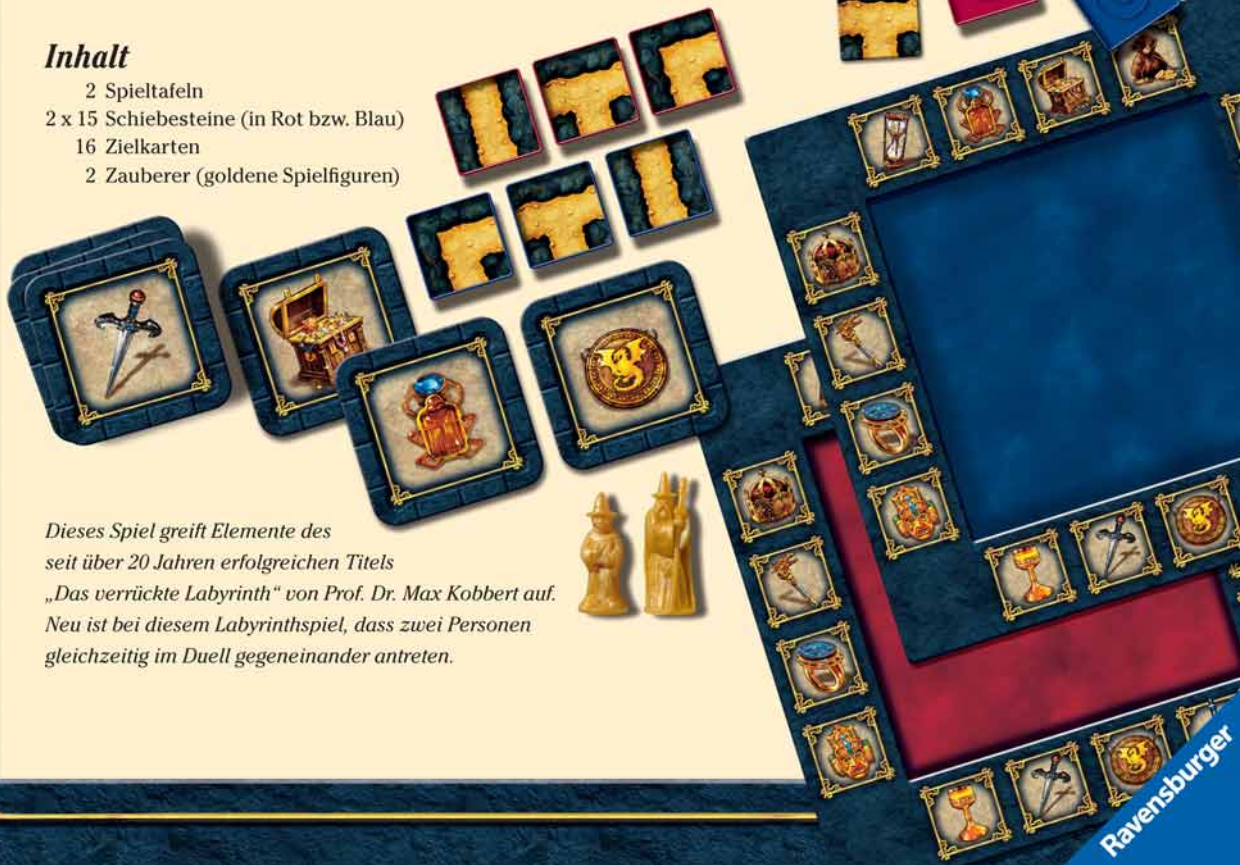 Inhalt
2 Spieltafeln
2 x 15 Schiebesteine (in Rot bzw. Blau)
16 Zielkarten
2 Zauberer (goldene Spielfiguren)
Dieses Spiel greift Elemente des
seit über 20 Jahren erfolgreichen Titels
„Das verrückte Labyrinth“ von Prof. Dr. Max Kobbert auf.
Neu ist bei diesem Labyrinthspiel, dass zwei Personen
gleichzeitig im Duell gegeneinander antreten.
Ravensburger